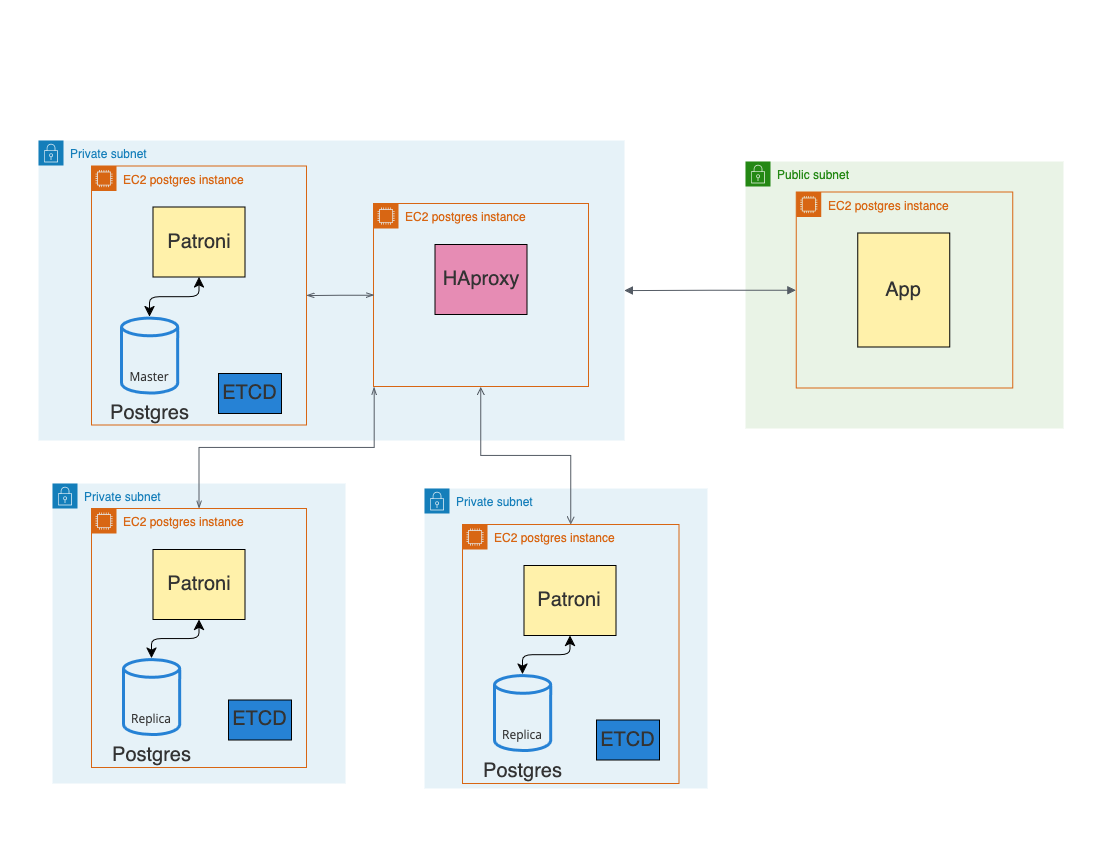 Private subnet
EC2 postgres instance
Patroni
Master
Postgres
ETCD
EC2 postgres instance
HAproxy
Public subnet
EC2 postgres instance
App
Private subnet
EC2 postgres instance
Patroni
Replica
Postgres
ETCD
Private subnet
EC2 postgres instance
Patroni
Replica
Postgres
ETCD